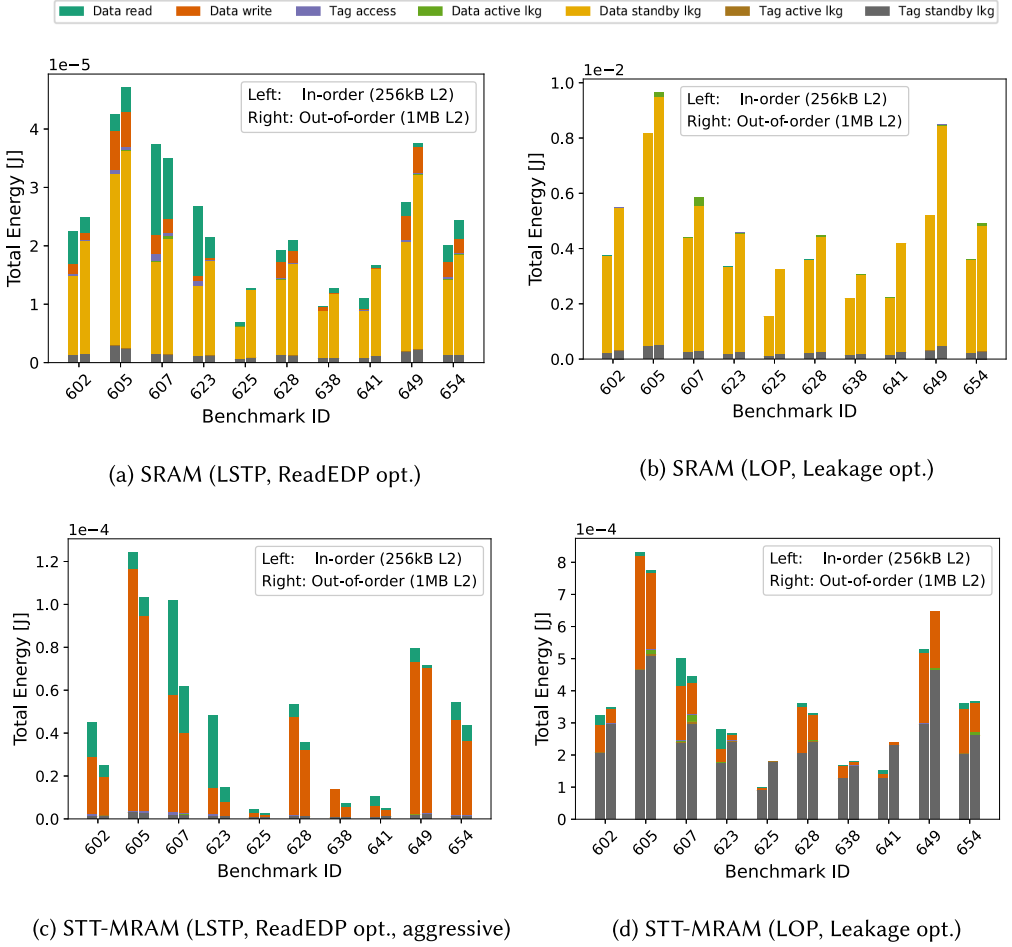 Data read Data write Tag access Data active lkg Data standby lkg Tag active lkg Tag standby lkg
1e−5
Total Energy [J]
0
1
2
3
4
Left: In-order (256kB L2)
Right: Out-of-order (1MB L2)
602 605 607 623 625 628 638 641 649 654
Benchmark ID
(a) SRAM (LSTP, ReadEDP opt.)
1e−2
Total Energy [J]
0.0
0.2
0.4
0.6
0.8
1.0
Left: In-order (256kB L2)
Right: Out-of-order (1MB L2)
602 605 607 623 625 628 638 641 649 654
Benchmark ID
(b) SRAM (LOP, Leakage opt.)
1e−4
Total Energy [J]
0.0
0.2
0.4
0.6
0.8
1.0
1.2
Left: In-order (256kB L2)
Right: Out-of-order (1MB L2)
602 605 607 623 625 628 638 641 649 654
Benchmark ID
(c) STT-MRAM (LSTP, ReadEDP opt., aggressive)
1e−4
Total Energy [J]
0
1
2
3
4
5
6
7
8
Left: In-order (256kB L2)
Right: Out-of-order (1MB L2)
602 605 607 623 625 628 638 641 649 654
Benchmark ID
(d) STT-MRAM (LOP, Leakage opt.)